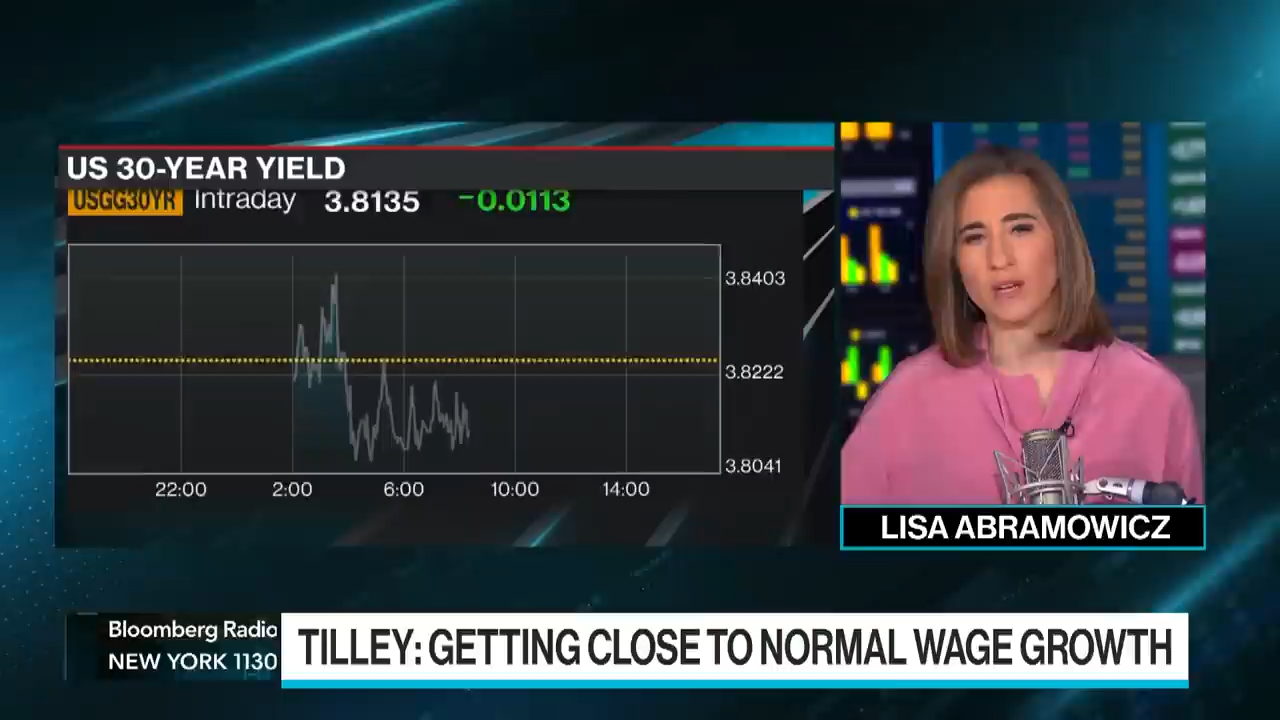 US 30-YEAR YIELD
USGG30YR Intraday 3.8135 -0.0113
3.8403
3.8222
3.8041
22:00 2:00 6:00 10:00 14:00
LISA ABRAMOWICZ
Bloomberg Radio
NEW YORK 1130
TILLEY: GETTING CLOSE TO NORMAL WAGE GROWTH